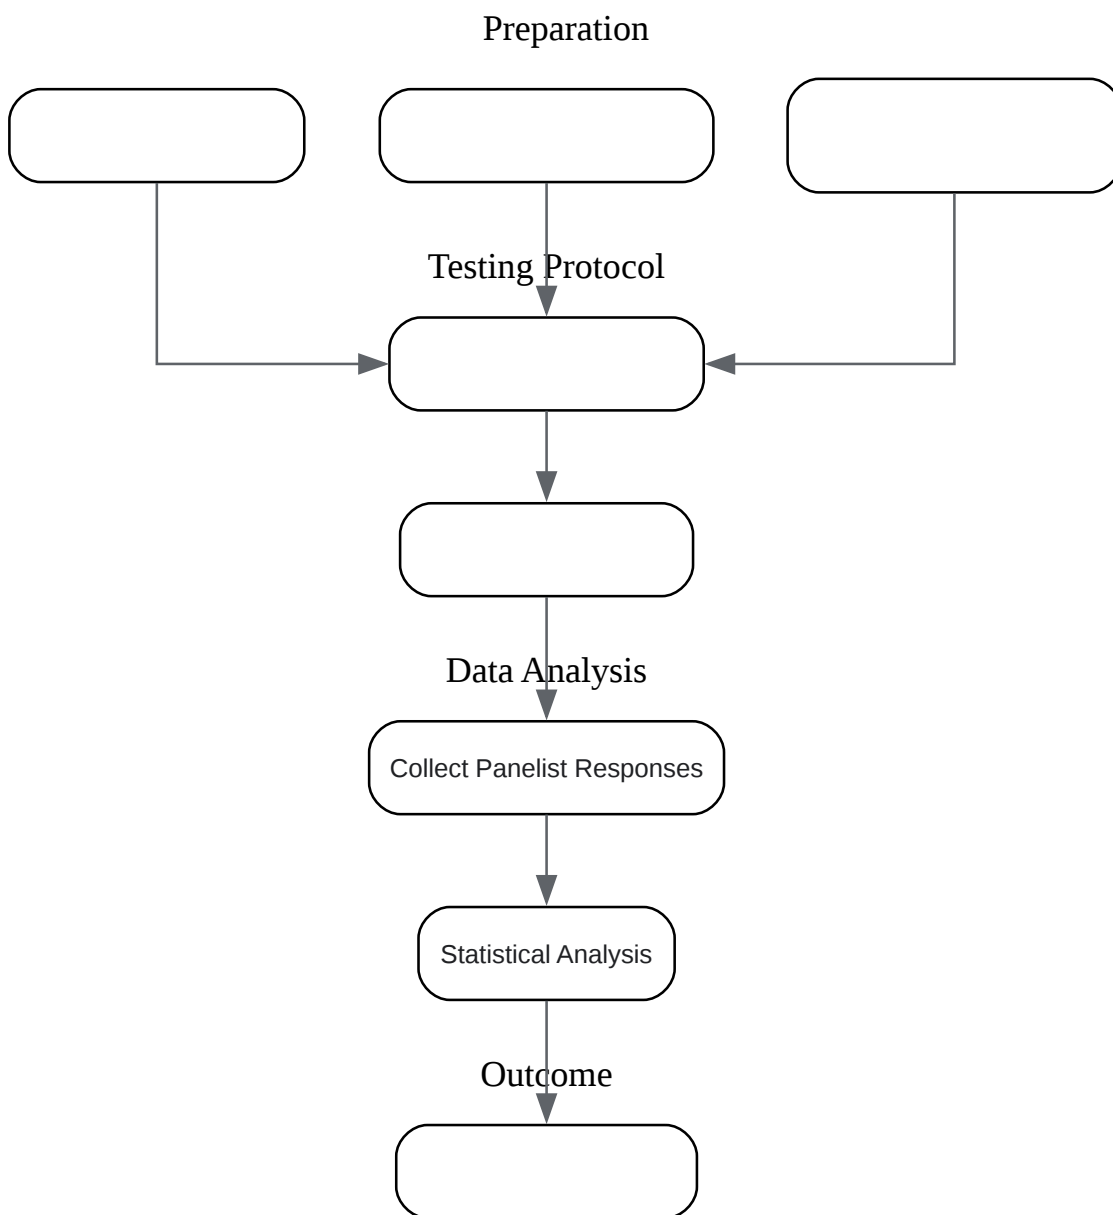 Preparation
Testing Protocol
Data Analysis
Collect Panelist Responses
Statistical Analysis
Outcome